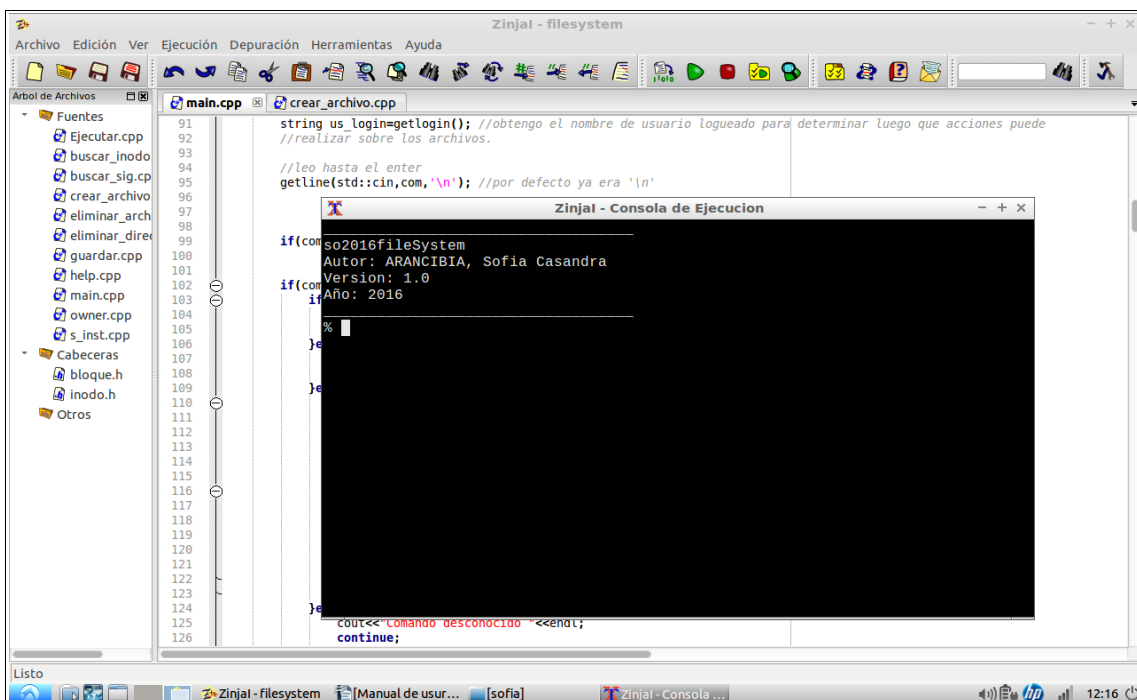 ZinjaI - filesystem
Archivo Edición Ver Ejecución Depuración Herramientas Ayuda
Arbol de Archivos
Fuentes
Ejecutar.cpp
buscar_inodo
buscar_sig.cp
crear_archivo
eliminar_arch
eliminar_dire
guardar.cpp
help.cpp
main.cpp
owner.cpp
s_inst.cpp
Cabeceras
bloque.h
inodo.h
Otros
main.cpp crear_archivo.cpp
91 string us_login=getlogin(); //obtengo el nombre de usuario logueado para determinar luego que acciones puede
92 //realizar sobre los archivos.
93
94 //leo hasta el enter
95 getline(std::cin,com,'\n'); //por defecto ya era '\n'
96
97
98
99 if(com
100
101
102 if(com
103 if
104
105
106 }e
107
108
109 }e
110
111
112
113
114
115
116
117
118
119
120
121
122
123
124 }e
125 cout<<"Comando desconocido "<<endl;
126 continue;
ZinjaI - Consola de Ejecucion
so2016fileSystem
Autor: ARANCIBIA, Sofia Casandra
Version: 1.0
Año: 2016
%
Listo
ZinjaI - filesystem [Manual de usur... [sofia] ZinjaI - Consola ... hp 12:16